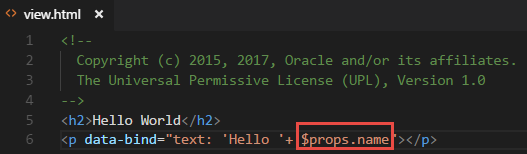 view.html
1 <!--
2 Copyright (c) 2015, 2017, Oracle and/or its affiliates.
3 The Universal Permissive License (UPL), Version 1.0
4 -->
5 <h2>Hello World</h2>
6 <p data-bind="text: 'Hello '+ $props.name"></p>